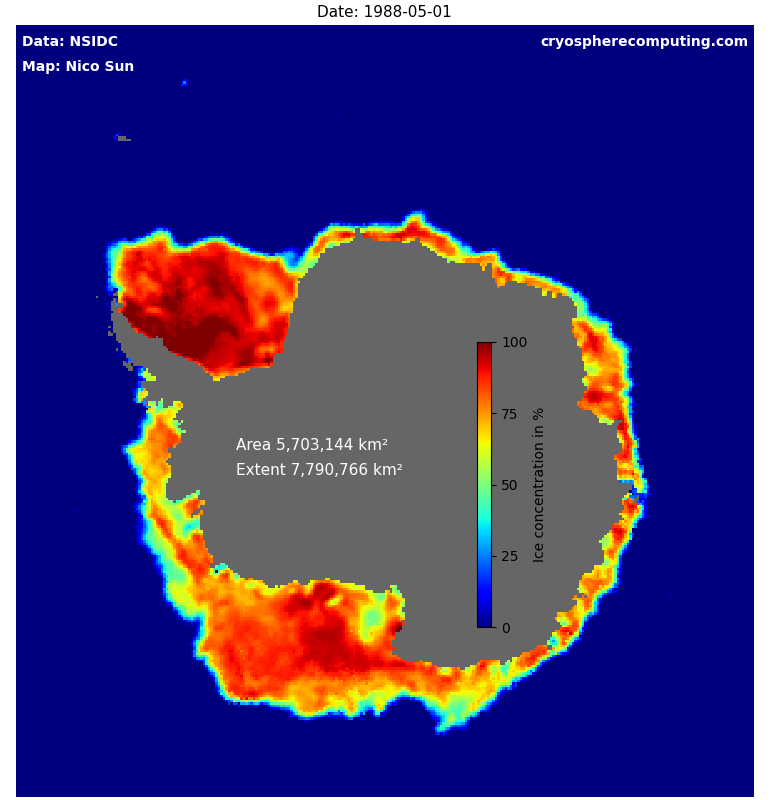 Date: 1988-05-01
Data: NSIDC
cryospherecomputing.com
Map: Nico Sun
100
75
50
25
0
Ice concentration in %
Area 5,703,144 km²
Extent 7,790,766 km²